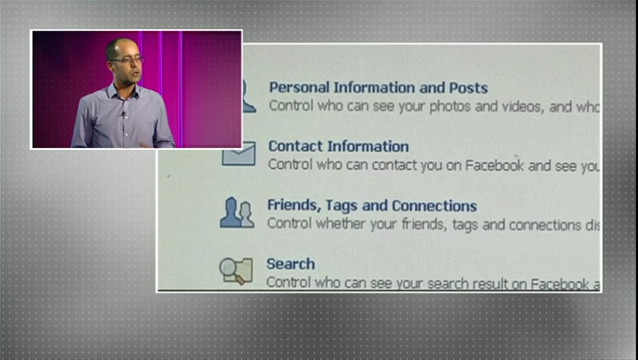 Personal Information and Posts
Control who can see your photos and videos, and who
Contact Information
Control who can contact you on Facebook and see you
Friends, Tags and Connections
Control whether your friends, tags and connections dis
Search
Control who can see your search result on Facebook a